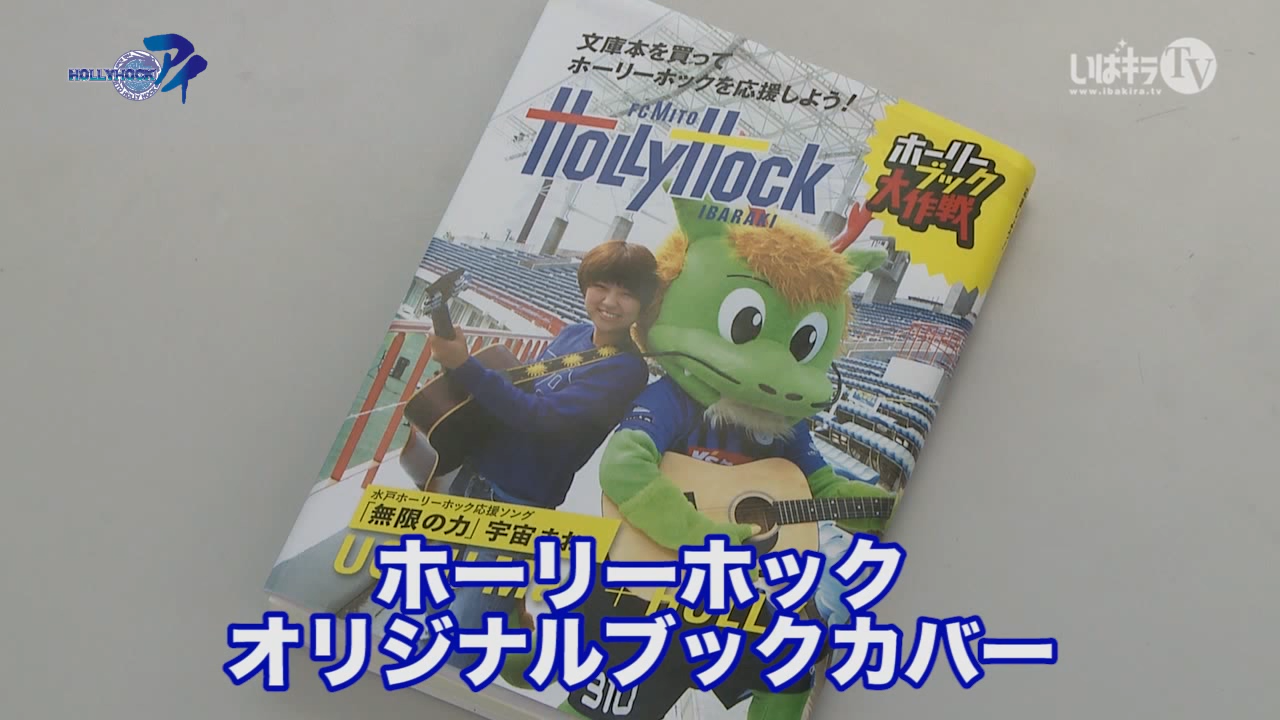 HOLLYHOCK
いばキラTV
www.ibakira.tv
文庫本を買って
ホーリーホックを応援しよう!
FC MITO
HOLLYHOCK
IBARAKI
ホーリー
ブック
大作戦
水戸ホーリーホック応援ソング
「無限の力」宇宙まお
ホーリーホック
オリジナルブックカバー
310